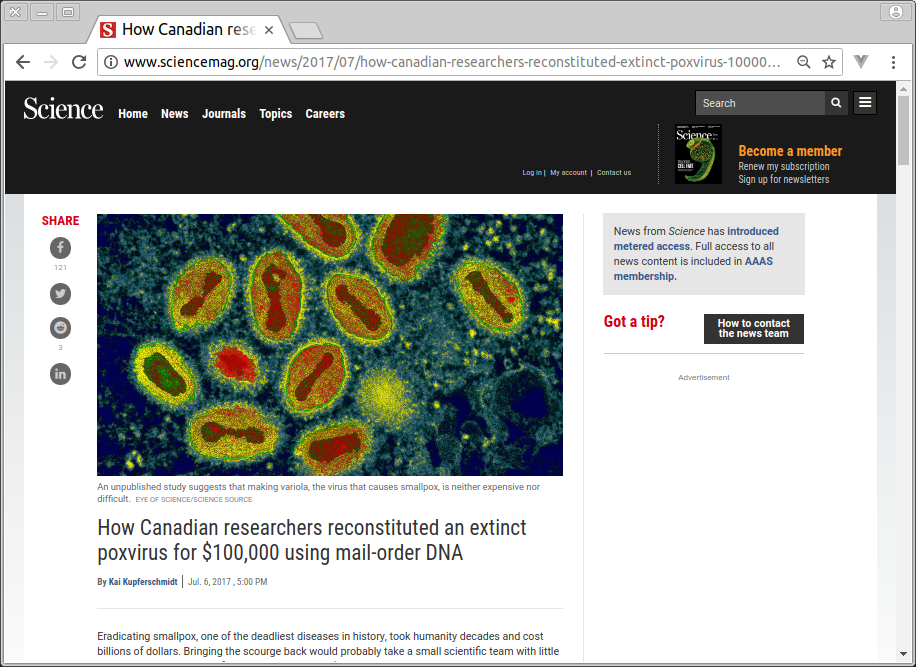 How Canadian rese
www.sciencemag.org/news/2017/07/how-canadian-researchers-reconstituted-extinct-poxvirus-10000...
Science
Home News Journals Topics Careers
Search
Science
Become a member
Renew my subscription
Sign up for newsletters
Log in | My account | Contact us
SHARE
121
3
An unpublished study suggests that making variola, the virus that causes smallpox, is neither expensive nor
difficult. EYE OF SCIENCE/SCIENCE SOURCE
How Canadian researchers reconstituted an extinct
poxvirus for $100,000 using mail-order DNA
By Kai Kupferschmidt | Jul. 6, 2017 , 5:00 PM
Eradicating smallpox, one of the deadliest diseases in history, took humanity decades and cost
billions of dollars. Bringing the scourge back would probably take a small scientific team with little
News from Science has introduced
metered access. Full access to all
news content is included in AAAS
membership.
Got a tip?
How to contact
the news team
Advertisement